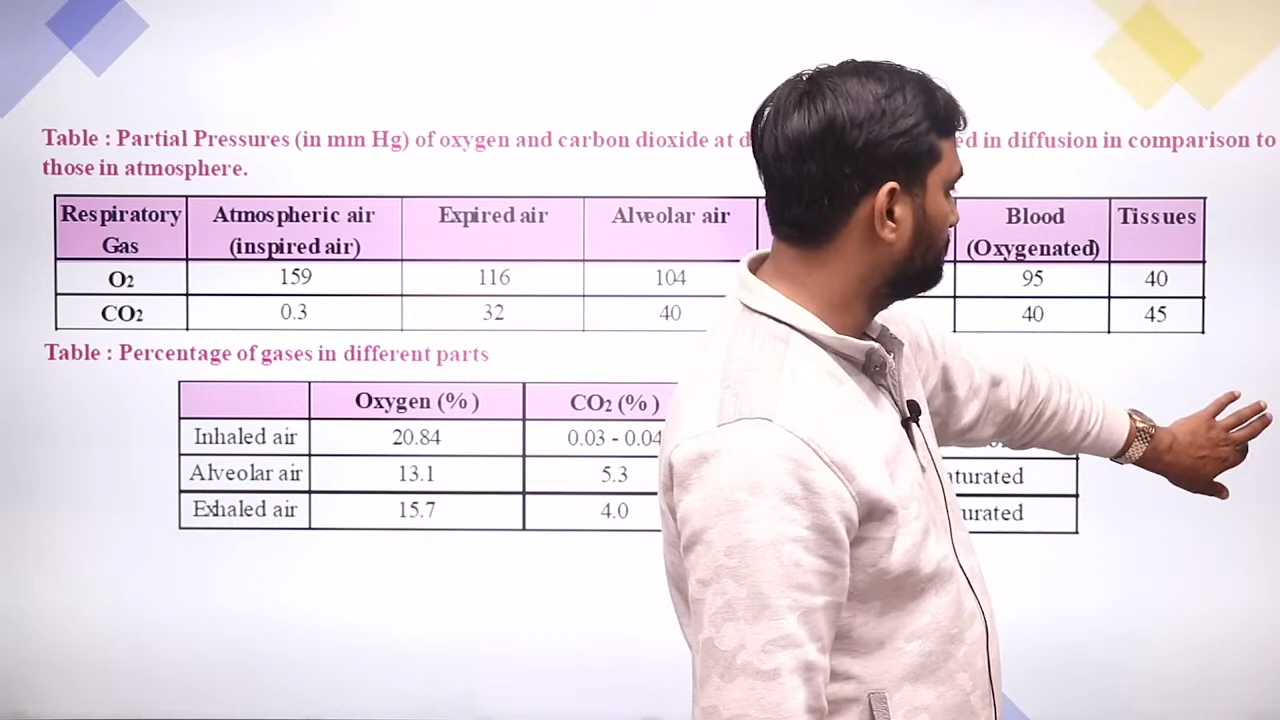 Table : Partial Pressures (in mm Hg) of oxygen and carbon dioxide at in diffusion in comparison to
those in atmosphere.
Respiratory Gas Atmospheric air (inspired air) Expired air Alveolar air Blood (Oxygenated) Tissues
O2 159 116 104 95 40
CO2 0.3 32 40 40 45
Table : Percentage of gases in different parts
Oxygen (%) CO2 (%)
Inhaled air 20.84 0.03 - 0.04
Alveolar air 13.1 5.3
Exhaled air 15.7 4.0